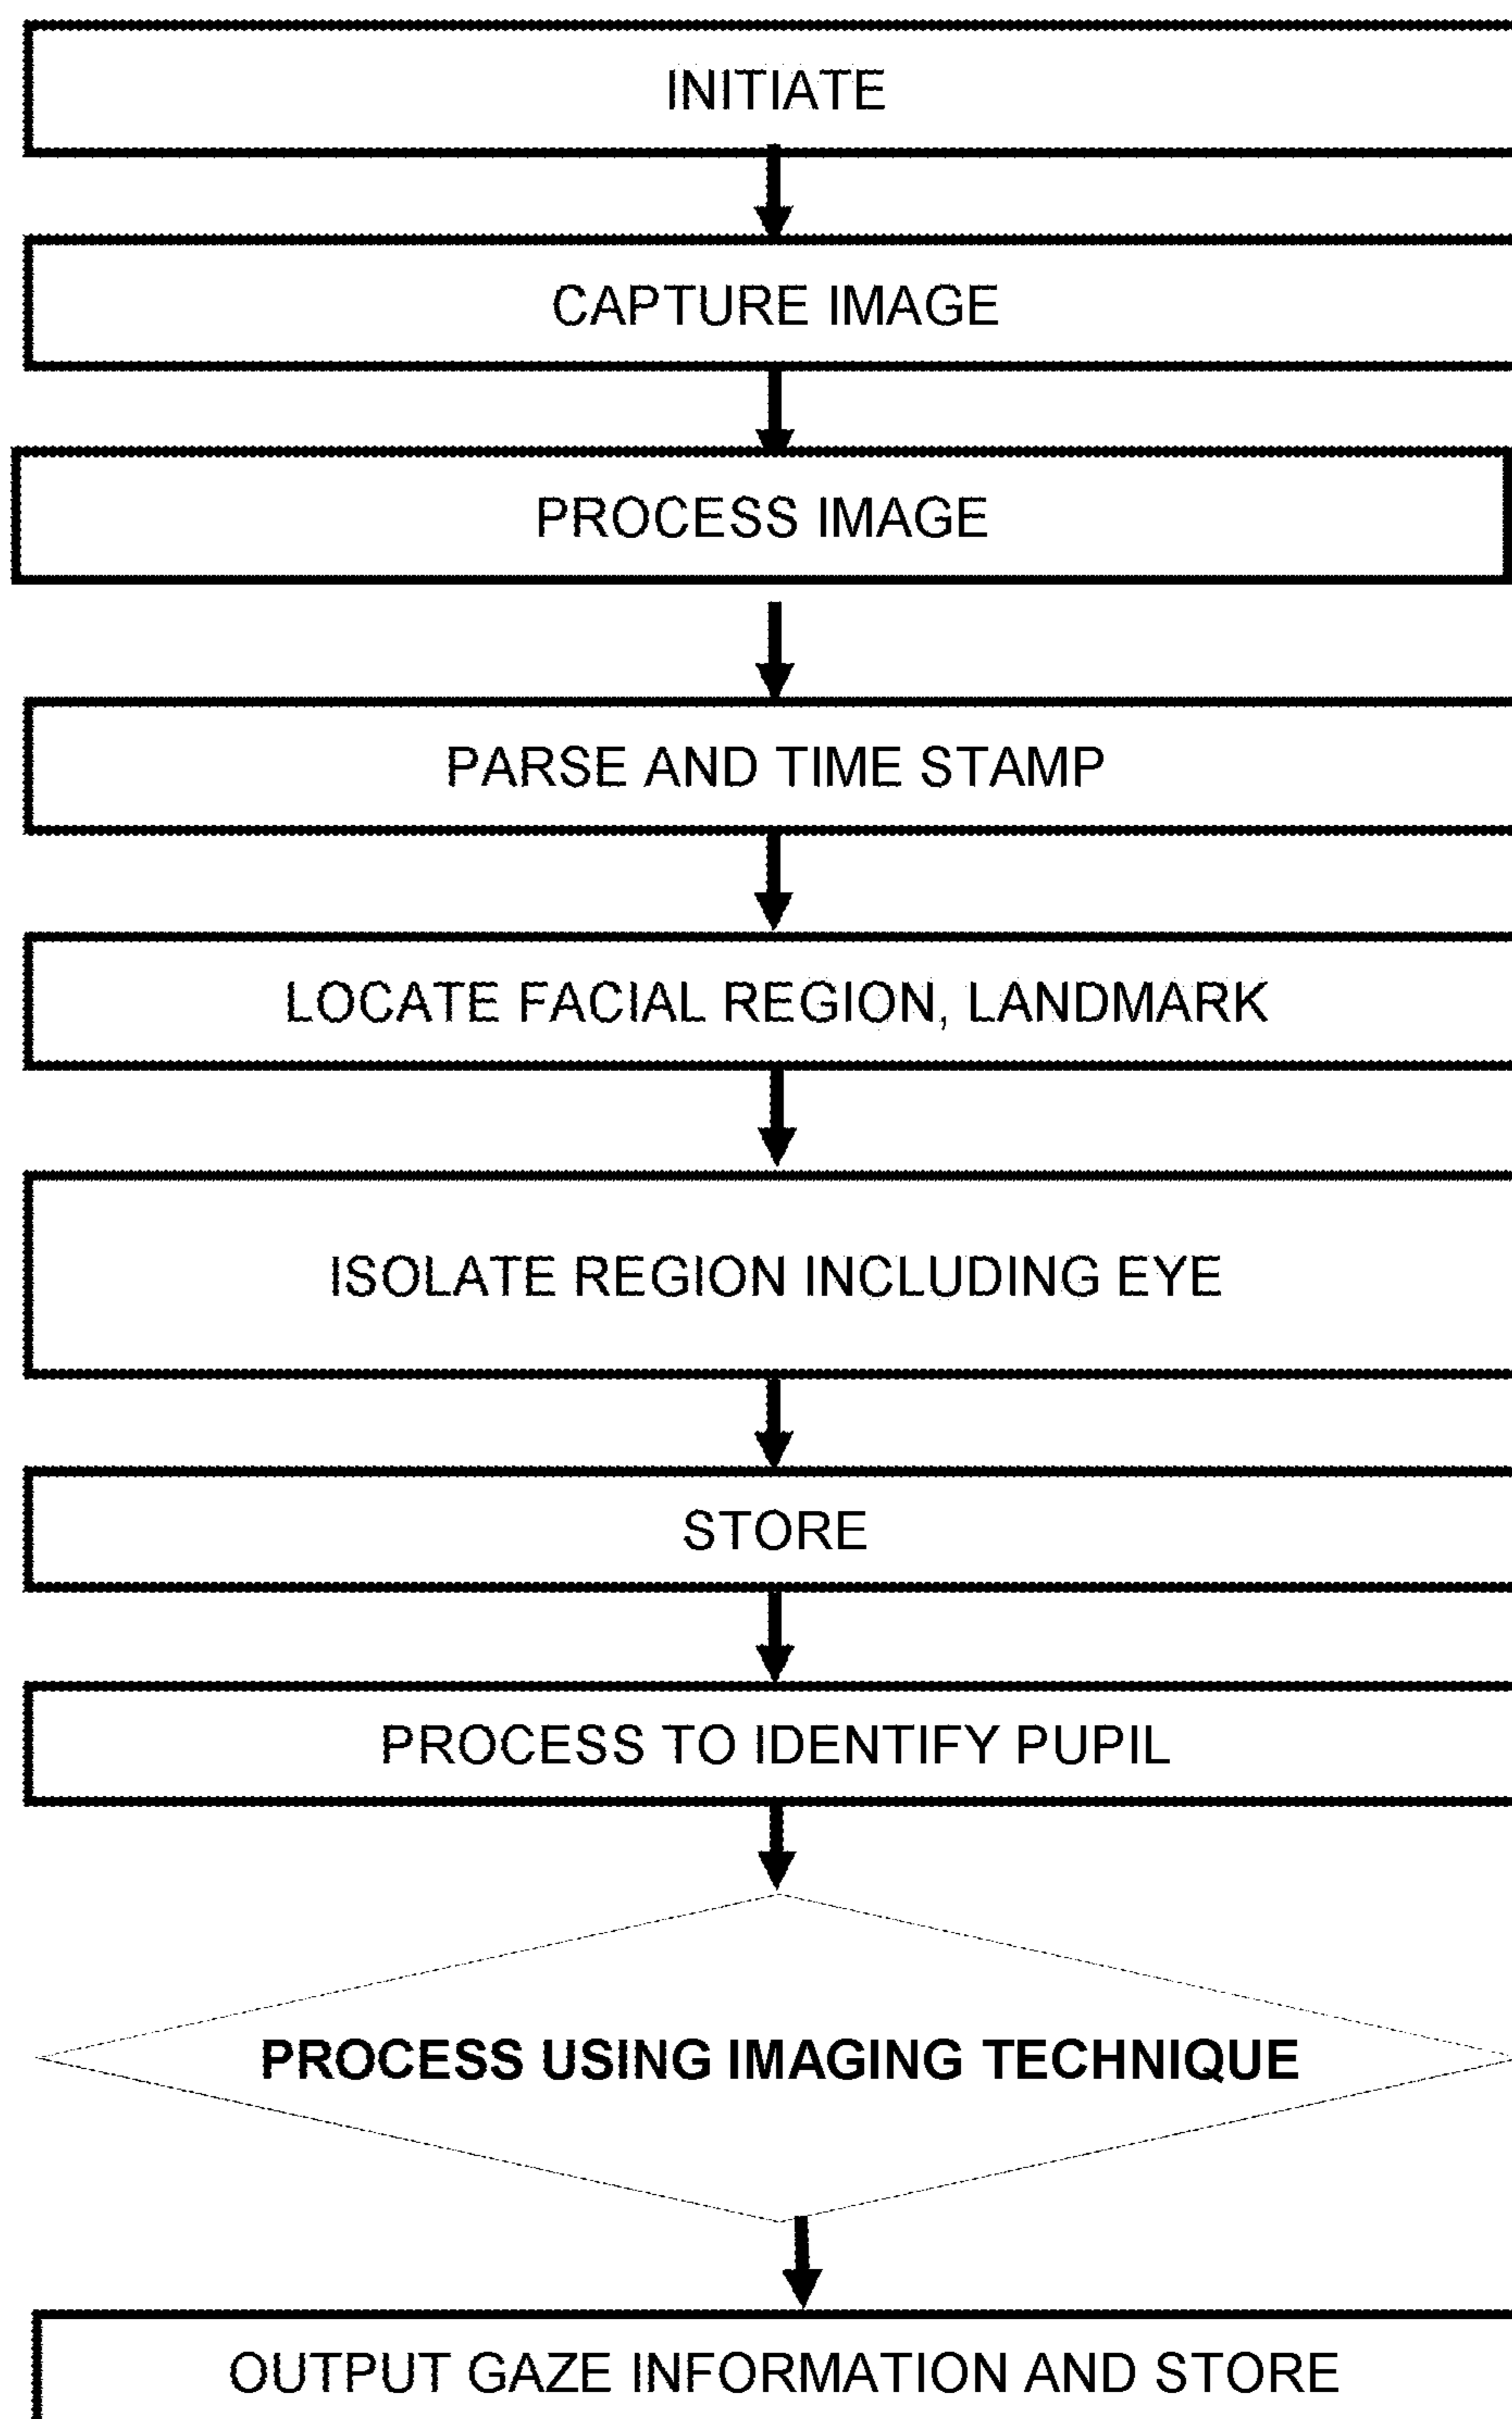 INITIATE
CAPTURE IMAGE
PROCESS IMAGE
PARSE AND TIME STAMP
LOCATE FACIAL REGION, LANDMARK
ISOLATE REGION INCLUDING EYE
STORE
PROCESS TO IDENTIFY PUPIL
PROCESS USING IMAGING TECHNIQUE
OUTPUT GAZE INFORMATION AND STORE